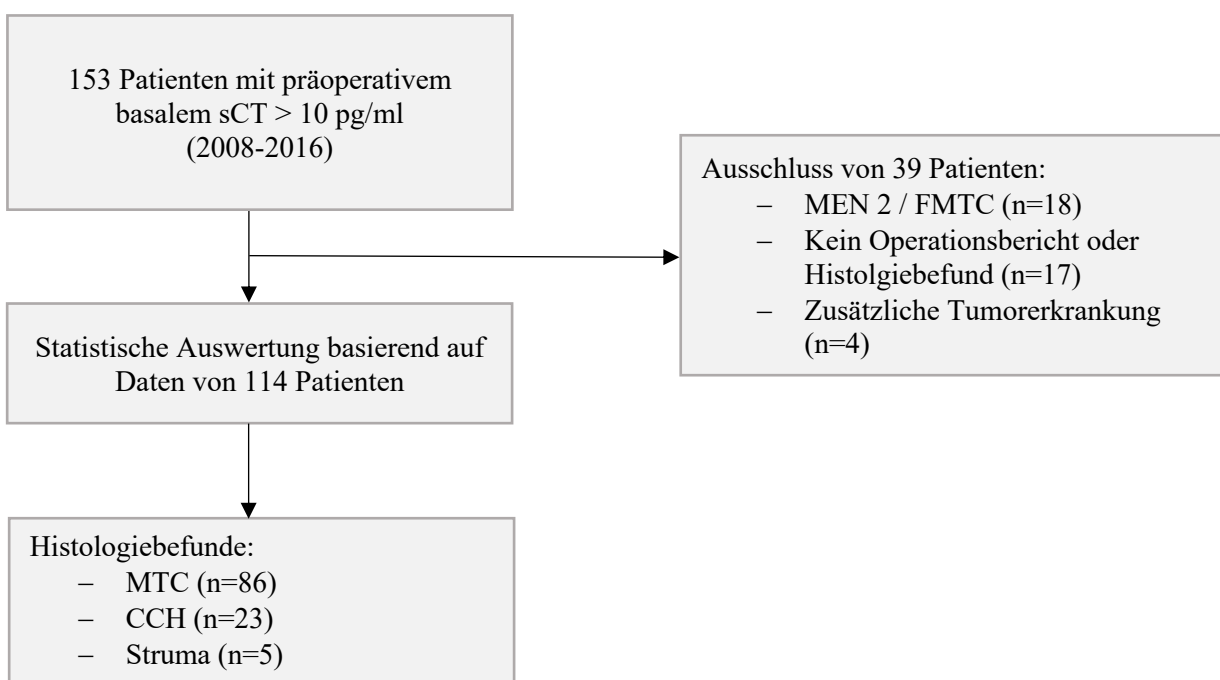 153 Patienten mit präoperativem
basalem sCT > 10 pg/ml
(2008-2016)
Ausschluss von 39 Patienten:
– MEN 2 / FMTC (n=18)
– Kein Operationsbericht oder
Histolgiebefund (n=17)
– Zusätzliche Tumorerkrankung
(n=4)
Statistische Auswertung basierend auf
Daten von 114 Patienten
Histologiebefunde:
– MTC (n=86)
– CCH (n=23)
– Struma (n=5)